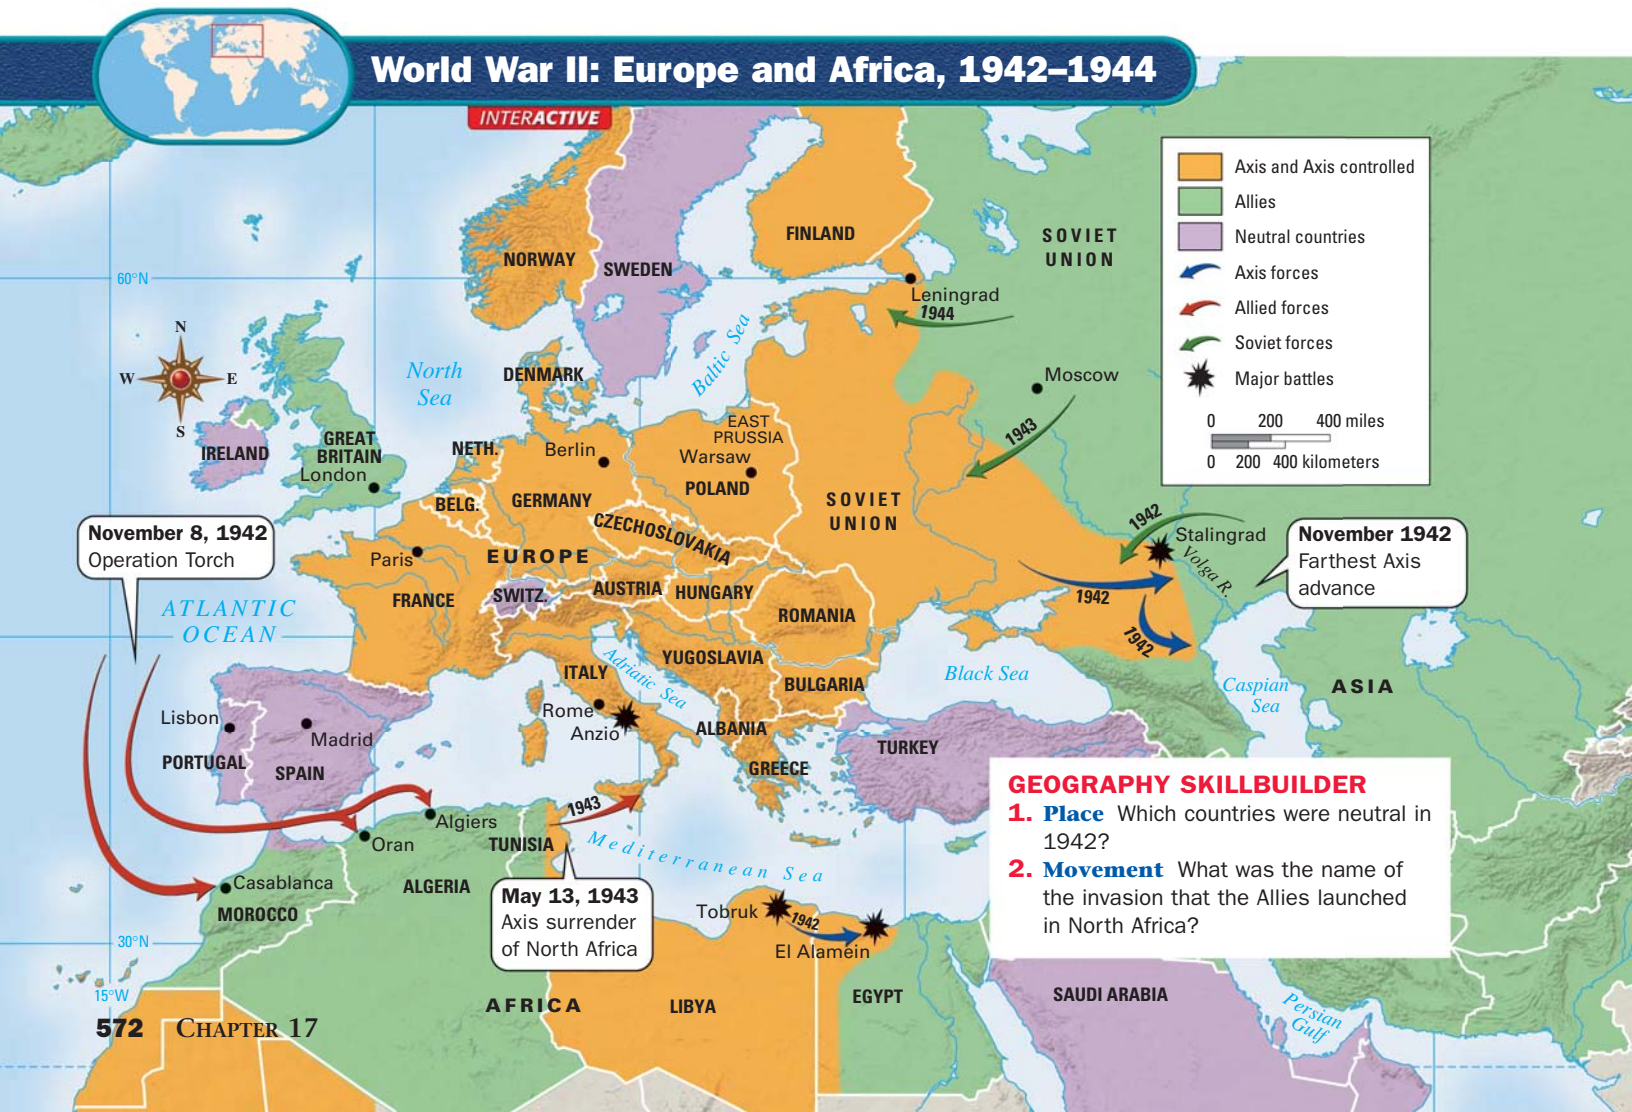 World War II: Europe and Africa, 1942–1944
INTERACTIVE
Axis and Axis controlled
Allies
Neutral countries
Axis forces
Allied forces
Soviet forces
Major battles
0 200 400 miles
0 200 400 kilometers
60°N
N
W E
S
NORWAY
SWEDEN
FINLAND
SOVIET
UNION
Leningrad
1944
North
Sea
Baltic Sea
DENMARK
Moscow
1943
IRELAND
GREAT
BRITAIN
London
NETH.
BELG.
Berlin
GERMANY
EAST
PRUSSIA
Warsaw
POLAND
SOVIET
UNION
CZECHOSLOVAKIA
1942
Stalingrad
Volga R.
November 1942
Farthest Axis
advance
November 8, 1942
Operation Torch
Paris
EUROPE
FRANCE
SWITZ.
AUSTRIA
HUNGARY
ROMANIA
1942
1942
ATLANTIC
OCEAN
ITALY
Adriatic Sea
YUGOSLAVIA
BULGARIA
Black Sea
Caspian
Sea
ASIA
Lisbon
PORTUGAL
Madrid
SPAIN
Rome
Anzio
ALBANIA
GREECE
TURKEY
1943
Algiers
Oran
TUNISIA
Mediterranean Sea
Casablanca
MOROCCO
ALGERIA
May 13, 1943
Axis surrender
of North Africa
Tobruk
1942
El Alamein
30°N
15°W
AFRICA
LIBYA
EGYPT
SAUDI ARABIA
Persian
Gulf
GEOGRAPHY SKILLBUILDER
1. Place Which countries were neutral in
1942?
2. Movement What was the name of
the invasion that the Allies launched
in North Africa?
572 CHAPTER 17